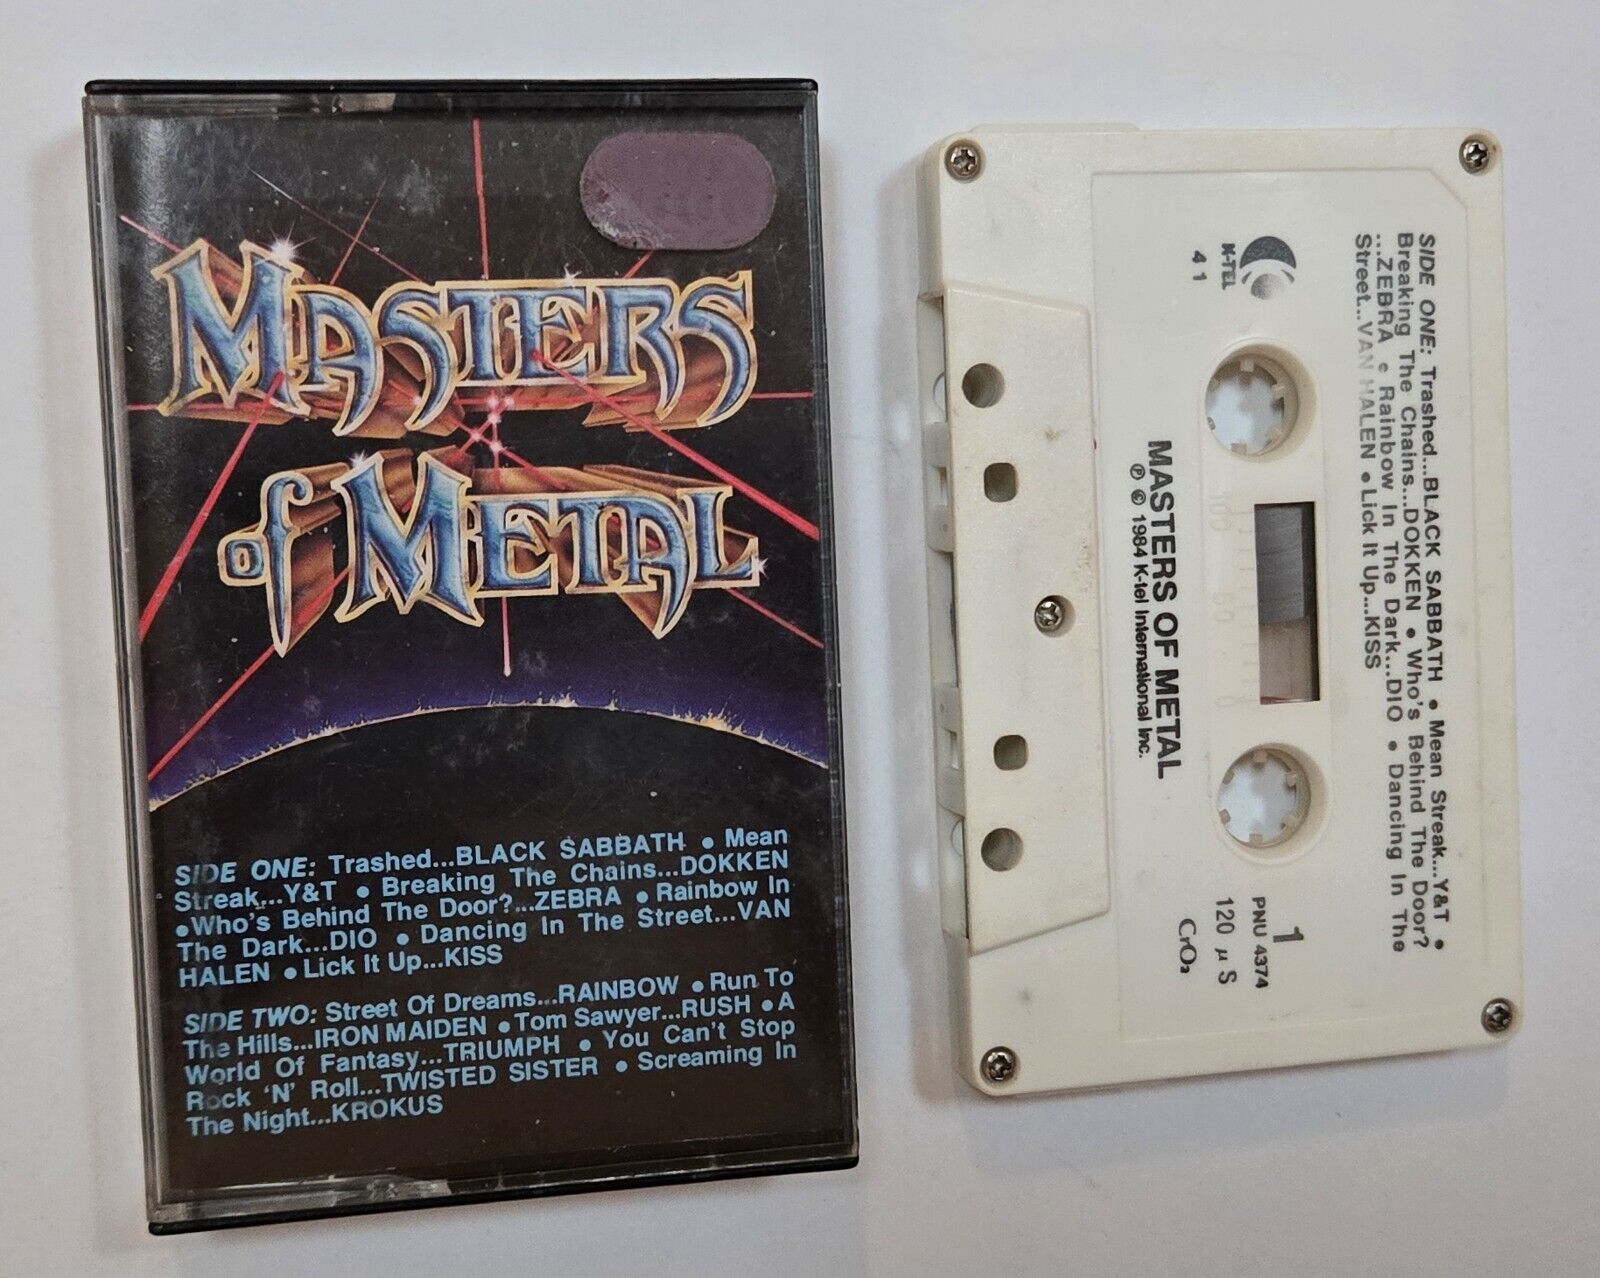 MASTERS
of METAL
SIDE ONE: Trashed...BLACK SABBATH • Mean
Streak...Y&T • Breaking The Chains...DOKKEN
•Who's Behind The Door?...ZEBRA • Rainbow In
The Dark...DIO • Dancing In The Street...VAN
HALEN • Lick It Up...KISS
SIDE TWO: Street Of Dreams...RAINBOW • Run To
The Hills...IRON MAIDEN • Tom Sawyer...RUSH • A
World Of Fantasy...TRIUMPH • You Can't Stop
Rock 'N' Roll...TWISTED SISTER • Screaming In
The Night...KROKUS
SIDE ONE: Trashed...BLACK SABBATH • Mean Streak...Y&T •
Breaking The Chains...DOKKEN • Who's Behind The Door?
...ZEBRA • Rainbow In The Dark...DIO • Dancing In The
Street...VAN HALEN • Lick It Up...KISS
K-TEL
41
100 50 0
1
PNU 4374
120 µ S
CrO₂
MASTERS OF METAL
℗ © 1984 K-tel International Inc.